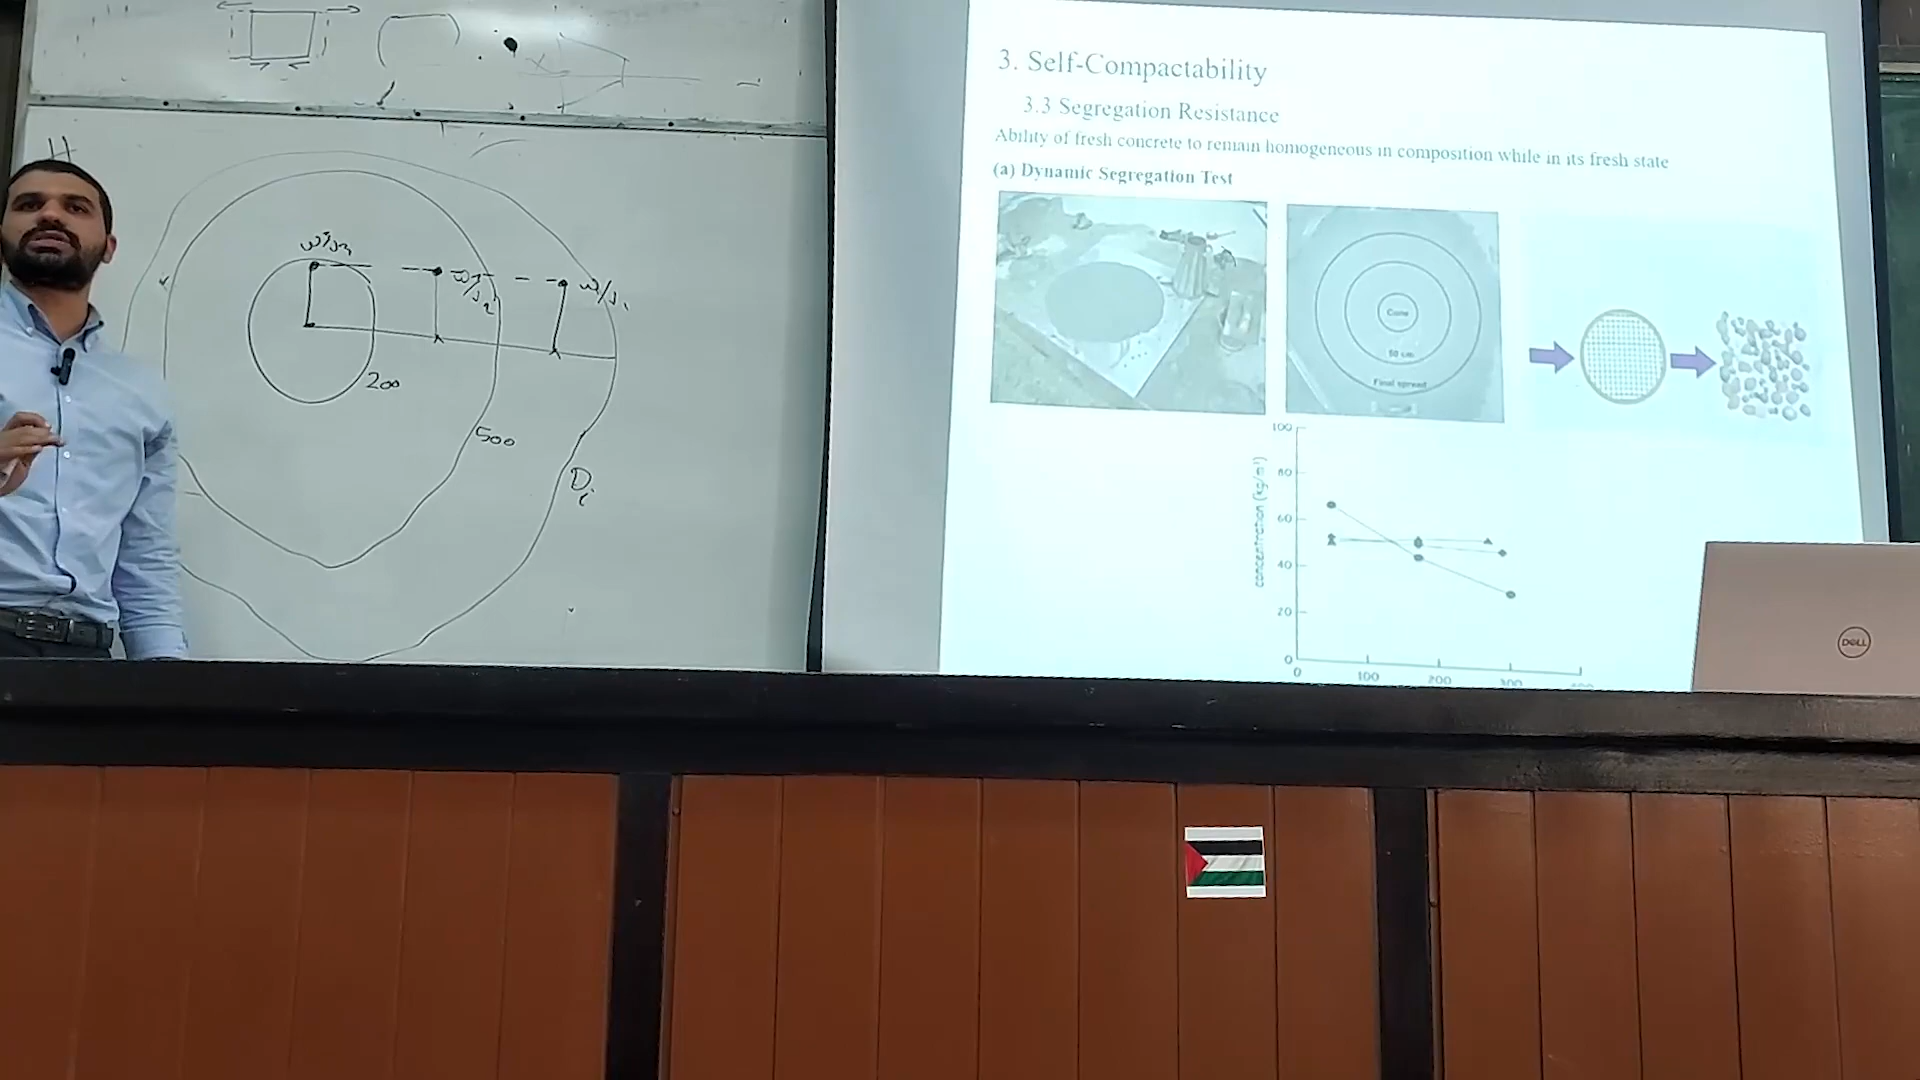 H
200
500
Di
3. Self-Compactability
3.3 Segregation Resistance
Ability of fresh concrete to remain homogeneous in composition while in its fresh state
(a) Dynamic Segregation Test
Cone
50 cm
Final spread
concentration (kg/m³)
100
80
60
40
20
0
0
100
200
300
DELL